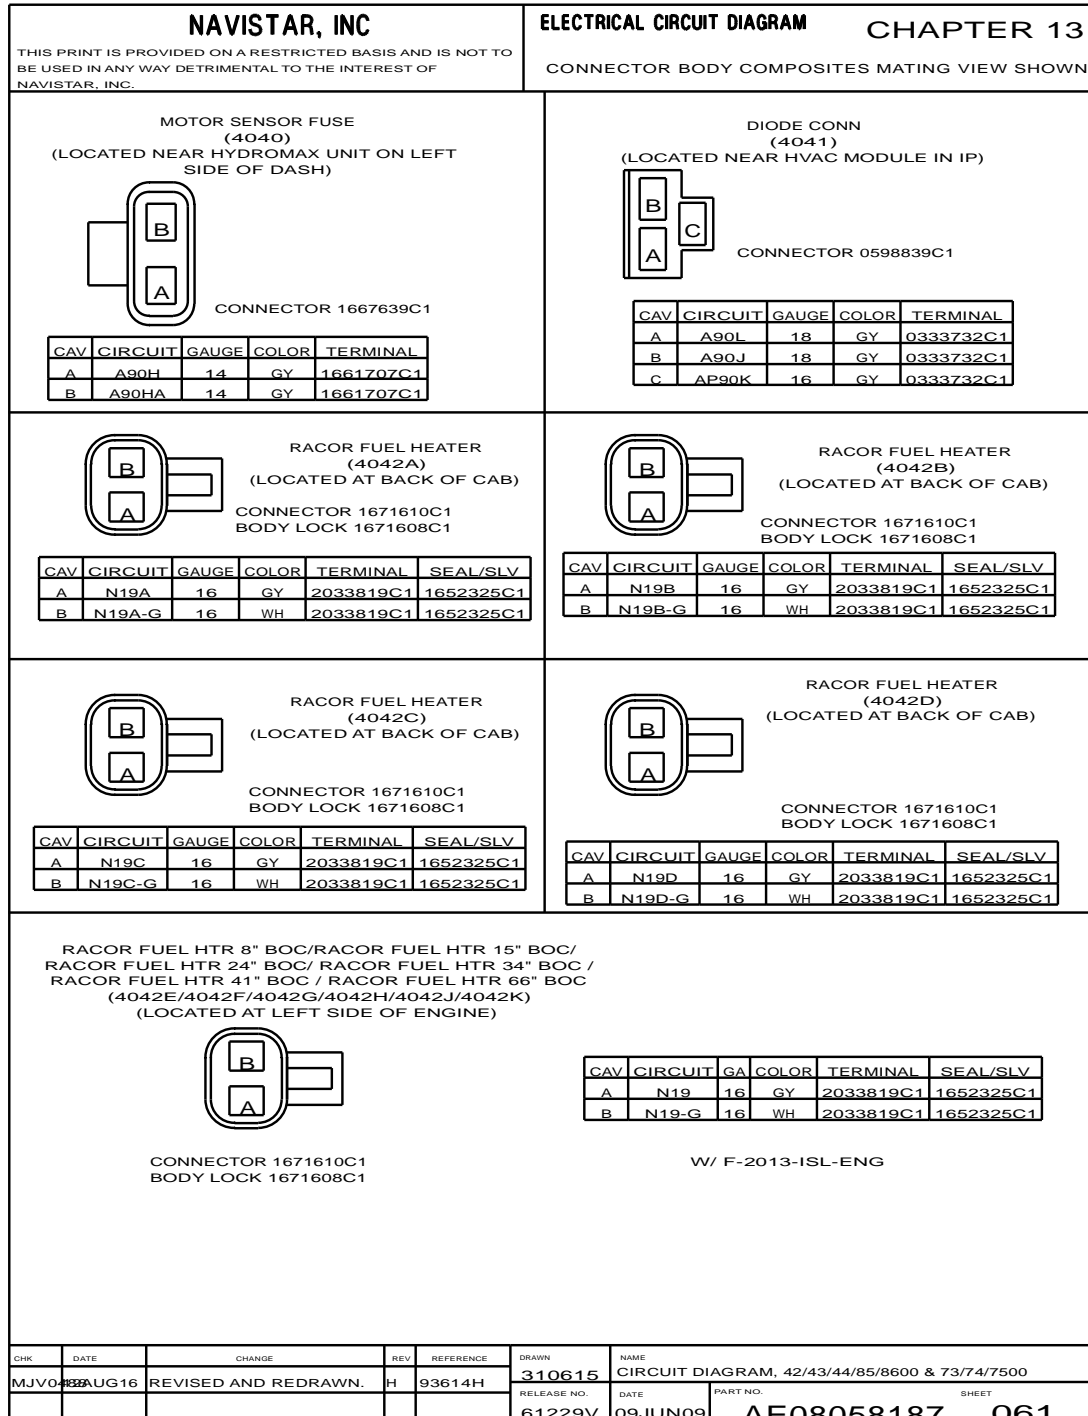 NAVISTAR, INC
THIS PRINT IS PROVIDED ON A RESTRICTED BASIS AND IS NOT TO
BE USED IN ANY WAY DETRIMENTAL TO THE INTEREST OF
NAVISTAR, INC.
ELECTRICAL CIRCUIT DIAGRAM CHAPTER 13
CONNECTOR BODY COMPOSITES MATING VIEW SHOWN
MOTOR SENSOR FUSE
(4040)
(LOCATED NEAR HYDROMAX UNIT ON LEFT
SIDE OF DASH)
B
A
CONNECTOR 1667639C1
CAV CIRCUIT GAUGE COLOR TERMINAL
A A90H 14 GY 1661707C1
B A90HA 14 GY 1661707C1
DIODE CONN
(4041)
(LOCATED NEAR HVAC MODULE IN IP)
B
C
A
CONNECTOR 0598839C1
CAV CIRCUIT GAUGE COLOR TERMINAL
A A90L 18 GY 0333732C1
B A90J 18 GY 0333732C1
C AP90K 16 GY 0333732C1
RACOR FUEL HEATER
(4042A)
(LOCATED AT BACK OF CAB)
B
A
CONNECTOR 1671610C1
BODY LOCK 1671608C1
CAV CIRCUIT GAUGE COLOR TERMINAL SEAL/SLV
A N19A 16 GY 2033819C1 1652325C1
B N19A-G 16 WH 2033819C1 1652325C1
RACOR FUEL HEATER
(4042B)
(LOCATED AT BACK OF CAB)
B
A
CONNECTOR 1671610C1
BODY LOCK 1671608C1
CAV CIRCUIT GAUGE COLOR TERMINAL SEAL/SLV
A N19B 16 GY 2033819C1 1652325C1
B N19B-G 16 WH 2033819C1 1652325C1
RACOR FUEL HEATER
(4042C)
(LOCATED AT BACK OF CAB)
B
A
CONNECTOR 1671610C1
BODY LOCK 1671608C1
CAV CIRCUIT GAUGE COLOR TERMINAL SEAL/SLV
A N19C 16 GY 2033819C1 1652325C1
B N19C-G 16 WH 2033819C1 1652325C1
RACOR FUEL HEATER
(4042D)
(LOCATED AT BACK OF CAB)
B
A
CONNECTOR 1671610C1
BODY LOCK 1671608C1
CAV CIRCUIT GAUGE COLOR TERMINAL SEAL/SLV
A N19D 16 GY 2033819C1 1652325C1
B N19D-G 16 WH 2033819C1 1652325C1
RACOR FUEL HTR 8" BOC/RACOR FUEL HTR 15" BOC/
RACOR FUEL HTR 24" BOC/ RACOR FUEL HTR 34" BOC /
RACOR FUEL HTR 41" BOC / RACOR FUEL HTR 66" BOC
(4042E/4042F/4042G/4042H/4042J/4042K)
(LOCATED AT LEFT SIDE OF ENGINE)
B
A
CONNECTOR 1671610C1
BODY LOCK 1671608C1
CAV CIRCUIT GA COLOR TERMINAL SEAL/SLV
A N19 16 GY 2033819C1 1652325C1
B N19-G 16 WH 2033819C1 1652325C1
W/ F-2013-ISL-ENG
CHK DATE CHANGE REV REFERENCE
REVISED AND REDRAWN. H 93614H
DRAWN
310615
NAME
CIRCUIT DIAGRAM, 42/43/44/85/8600 & 73/74/7500
RELEASE NO. DATE PART NO. SHEET
61229V 09JUN09 AE08058187 061